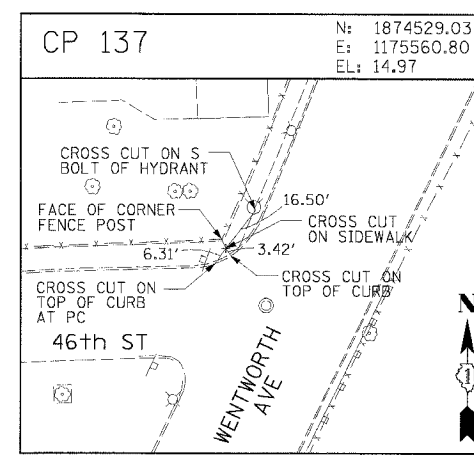 CP 137
N: 1874529.03
E: 1175560.80
EL: 14.97
CROSS CUT ON S
BOLT OF HYDRANT
16.50'
FACE OF CORNER
FENCE POST
CROSS CUT
ON SIDEWALK
6.31'
3.42'
CROSS CUT ON
TOP OF CURB
AT PC
CROSS CUT ON
TOP OF CURB
46th ST
WENTWORTH
AVE
N
1